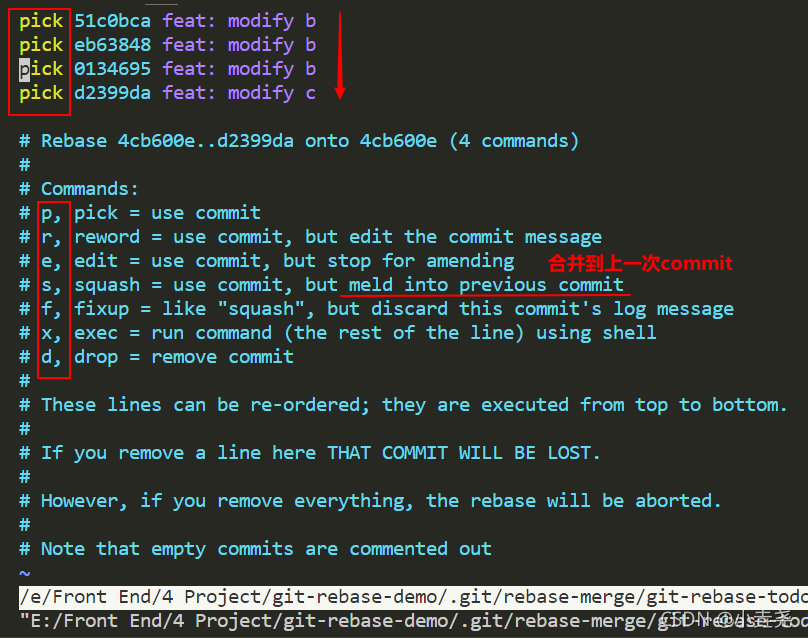 pick 51c0bca feat: modify b
pick eb63848 feat: modify b
pick 0134695 feat: modify b
pick d2399da feat: modify c
# Rebase 4cb600e..d2399da onto 4cb600e (4 commands)
#
# Commands:
# p, pick = use commit
# r, reword = use commit, but edit the commit message
# e, edit = use commit, but stop for amending
合并到上一次commit
# s, squash = use commit, but meld into previous commit
# f, fixup = like "squash", but discard this commit's log message
# x, exec = run command (the rest of the line) using shell
# d, drop = remove commit
#
# These lines can be re-ordered; they are executed from top to bottom.
#
# If you remove a line here THAT COMMIT WILL BE LOST.
#
# However, if you remove everything, the rebase will be aborted.
#
# Note that empty commits are commented out
~
/e/Front End/4 Project/git-rebase-demo/.git/rebase-merge/git-rebase-todo
"E:/Front End/4 Project/git-rebase-demo/.git/rebase-merge/git-rebase-tod
CSDN @小毒尧